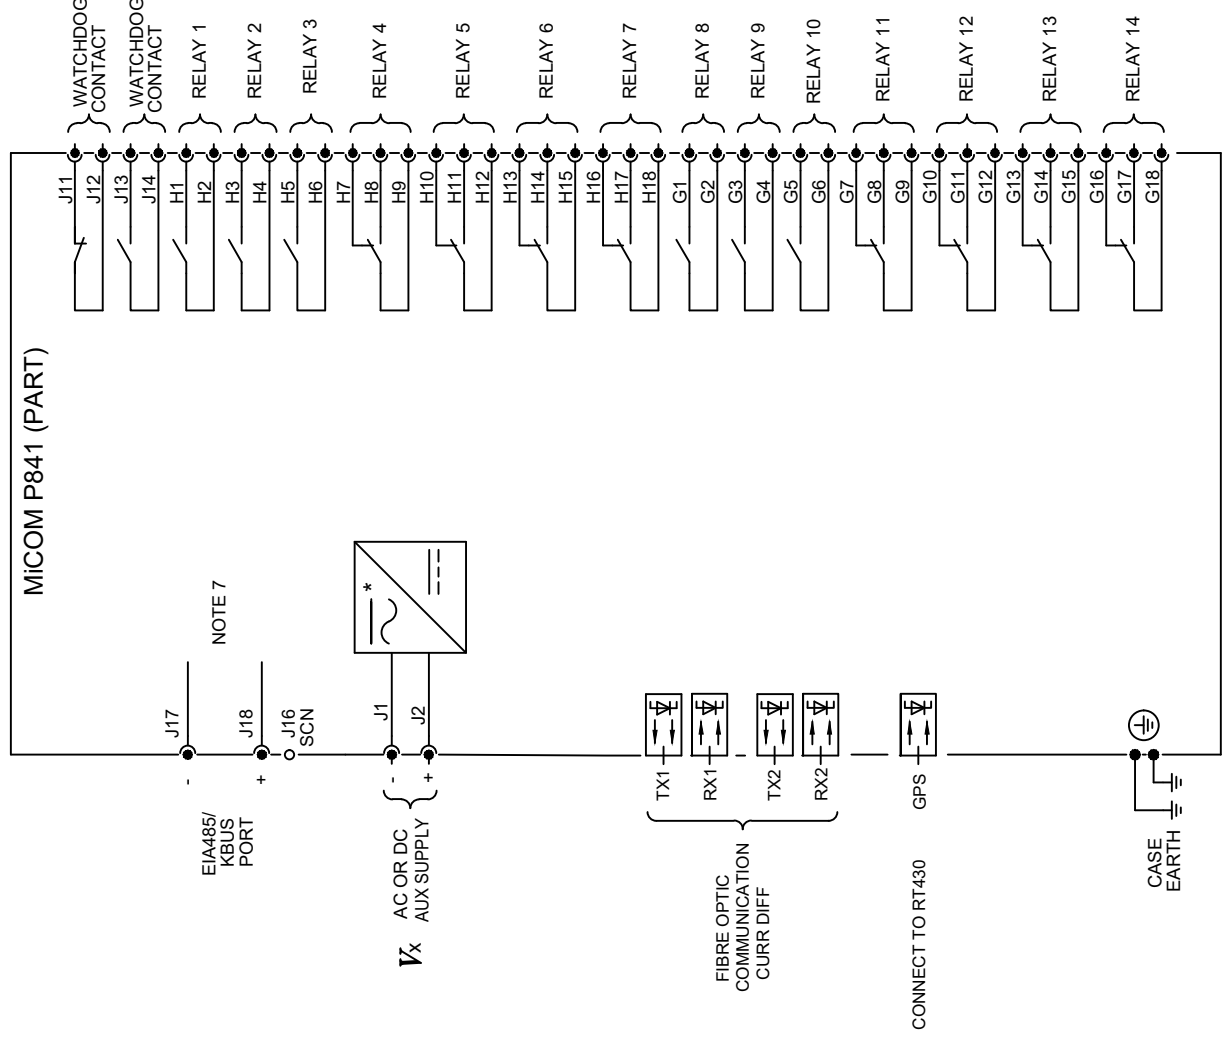 MiCOM P841 (PART)
WATCHDOG
CONTACT
WATCHDOG
CONTACT
RELAY 1
RELAY 2
RELAY 3
RELAY 4
RELAY 5
RELAY 6
RELAY 7
RELAY 8
RELAY 9
RELAY 10
RELAY 11
RELAY 12
RELAY 13
RELAY 14
J11
J12
J13
J14
H1
H2
H3
H4
H5
H6
H7
H8
H9
H10
H11
H12
H13
H14
H15
H16
H17
H18
G1
G2
G3
G4
G5
G6
G7
G8
G9
G10
G11
G12
G13
G14
G15
G16
G17
G18
NOTE 7
*
J17
J18
J16
SCN
J1
J2
-
+
-
+
EIA485/
KBUS
PORT
Vx
AC OR DC
AUX SUPPLY
TX1
RX1
TX2
RX2
GPS
FIBRE OPTIC
COMMUNICATION
CURR DIFF
CONNECT TO RT430
CASE
EARTH